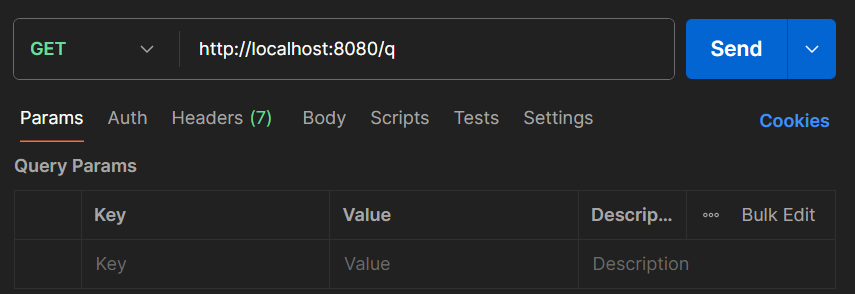 GET http://localhost:8080/q Send
Params Auth Headers (7) Body Scripts Tests Settings Cookies
Query Params
Key Value Descrip... Bulk Edit
Key Value Description